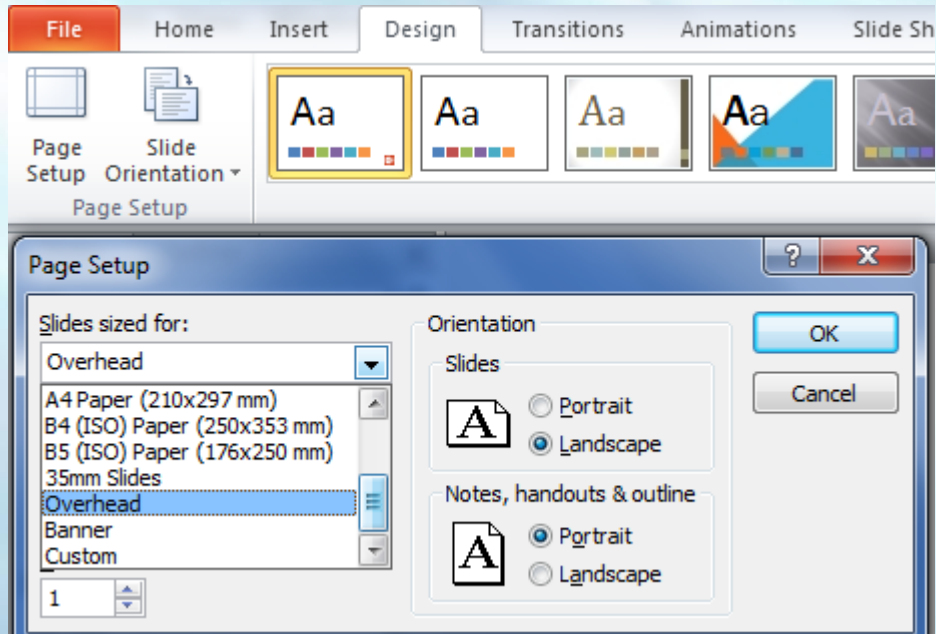 File Home Insert Design Transitions Animations Slide Sh
Aa Aa Aa Aa Aa
Page Slide
Setup Orientation
Page Setup
Page Setup
?
Slides sized for:
Overhead
A4 Paper (210x297 mm)
B4 (ISO) Paper (250x353 mm)
B5 (ISO) Paper (176x250 mm)
35mm Slides
Overhead
Banner
Custom
1
Orientation
Slides
A
Portrait
Landscape
Notes, handouts & outline
A
Portrait
Landscape
OK
Cancel